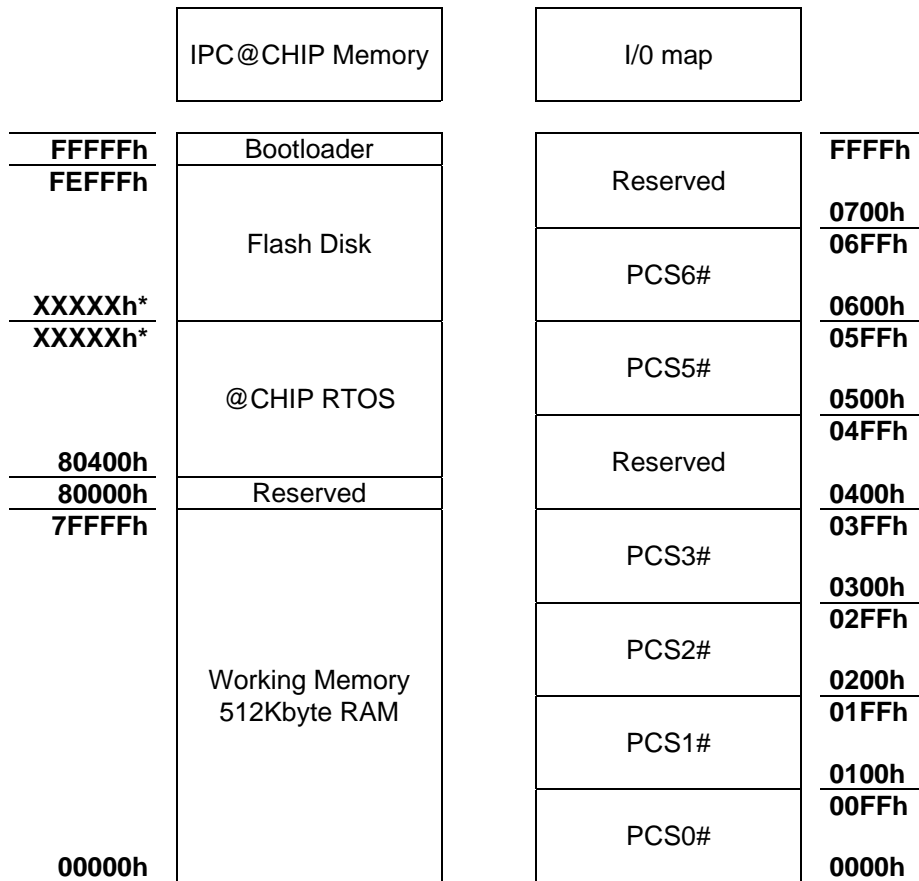 IPC@CHIP Memory
I/0 map
FFFFFh
Bootloader
FEFFFh
Flash Disk
XXXXXh*
XXXXXh*
@CHIP RTOS
80400h
80000h
Reserved
7FFFFh
Working Memory
512Kbyte RAM
00000h
Reserved
FFFFh
0700h
06FFh
PCS6#
0600h
05FFh
PCS5#
0500h
04FFh
Reserved
0400h
03FFh
PCS3#
0300h
02FFh
PCS2#
0200h
01FFh
PCS1#
0100h
00FFh
PCS0#
0000h